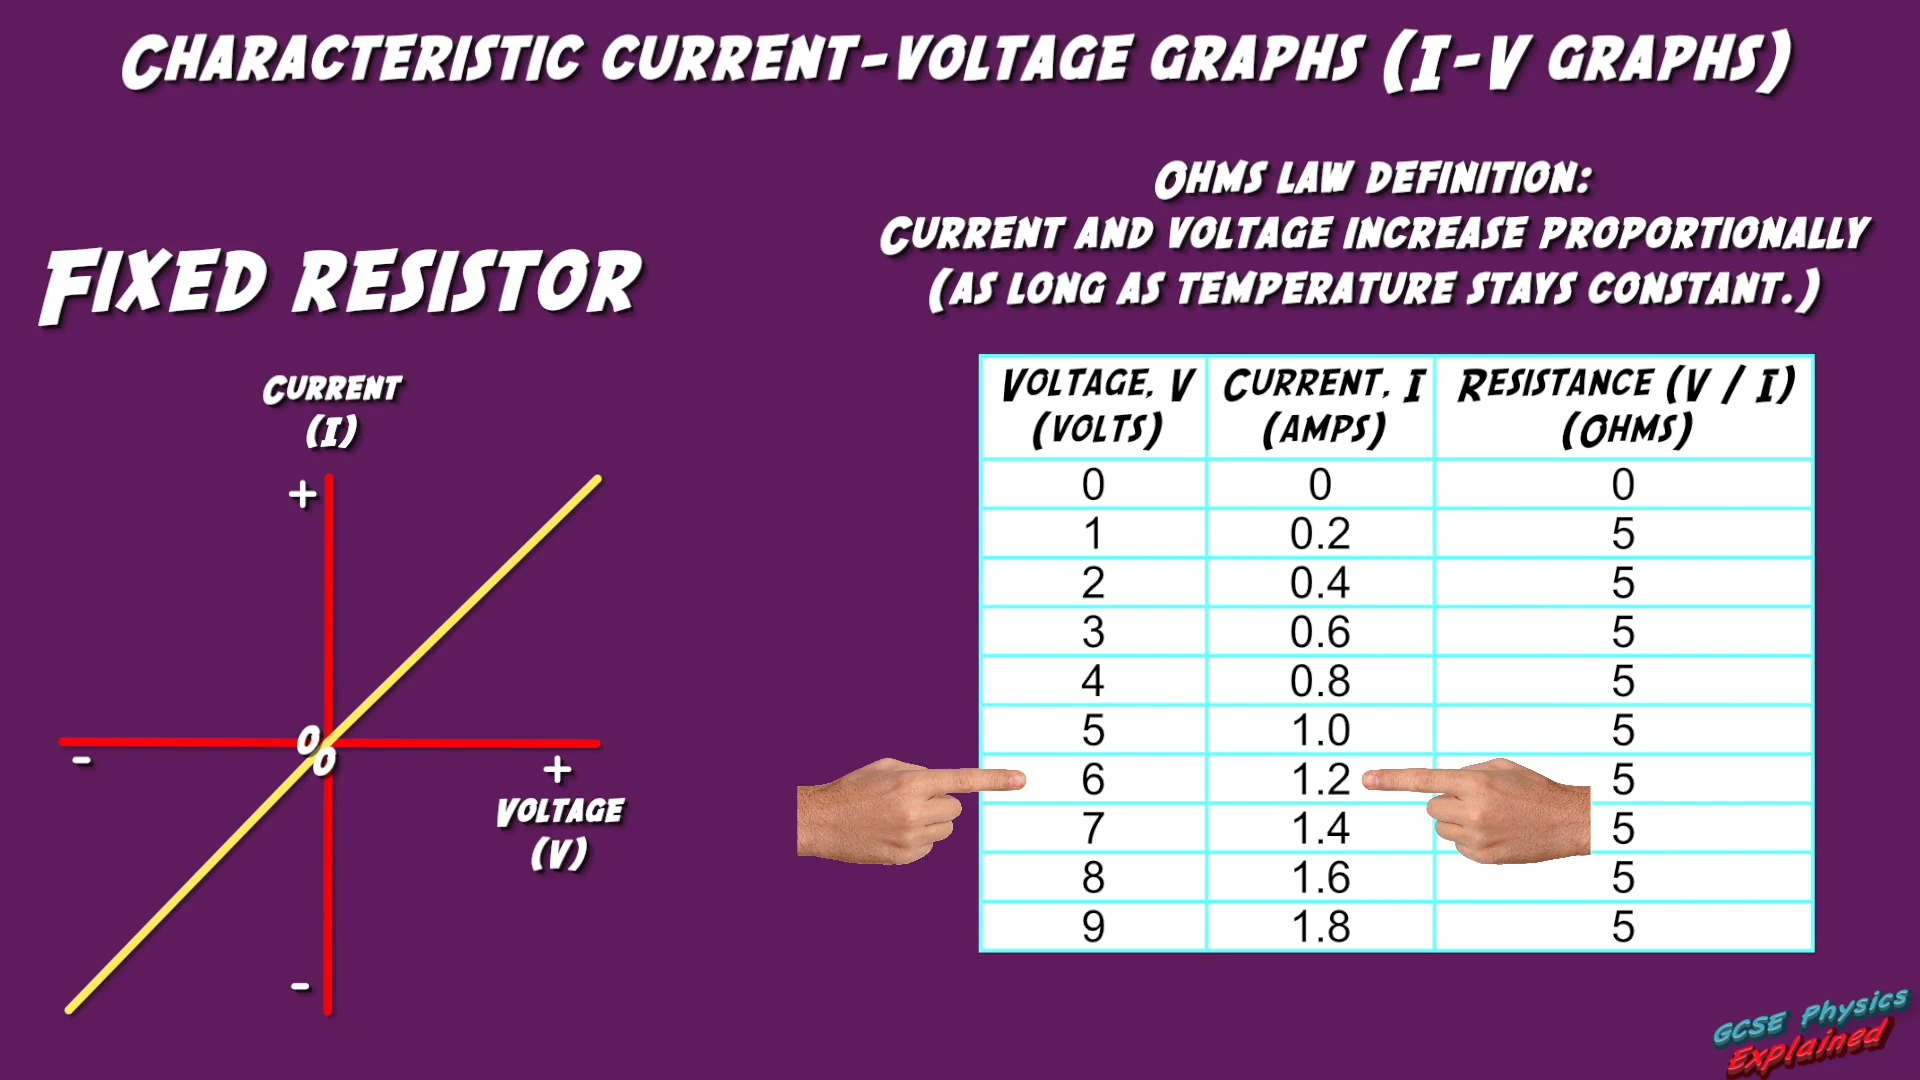 Characteristic current-voltage graphs (I-V graphs)
Ohms law definition:
Current and voltage increase proportionally
(as long as temperature stays constant.)
Fixed resistor
Current
(I)
+
0
0
-
+
Voltage
(V)
-
Voltage, V Current, I Resistance (V / I)
(volts) (amps) (Ohms)
0 0 0
1 0.2 5
2 0.4 5
3 0.6 5
4 0.8 5
5 1.0 5
6 1.2 5
7 1.4 5
8 1.6 5
9 1.8 5
GCSE Physics
Explained